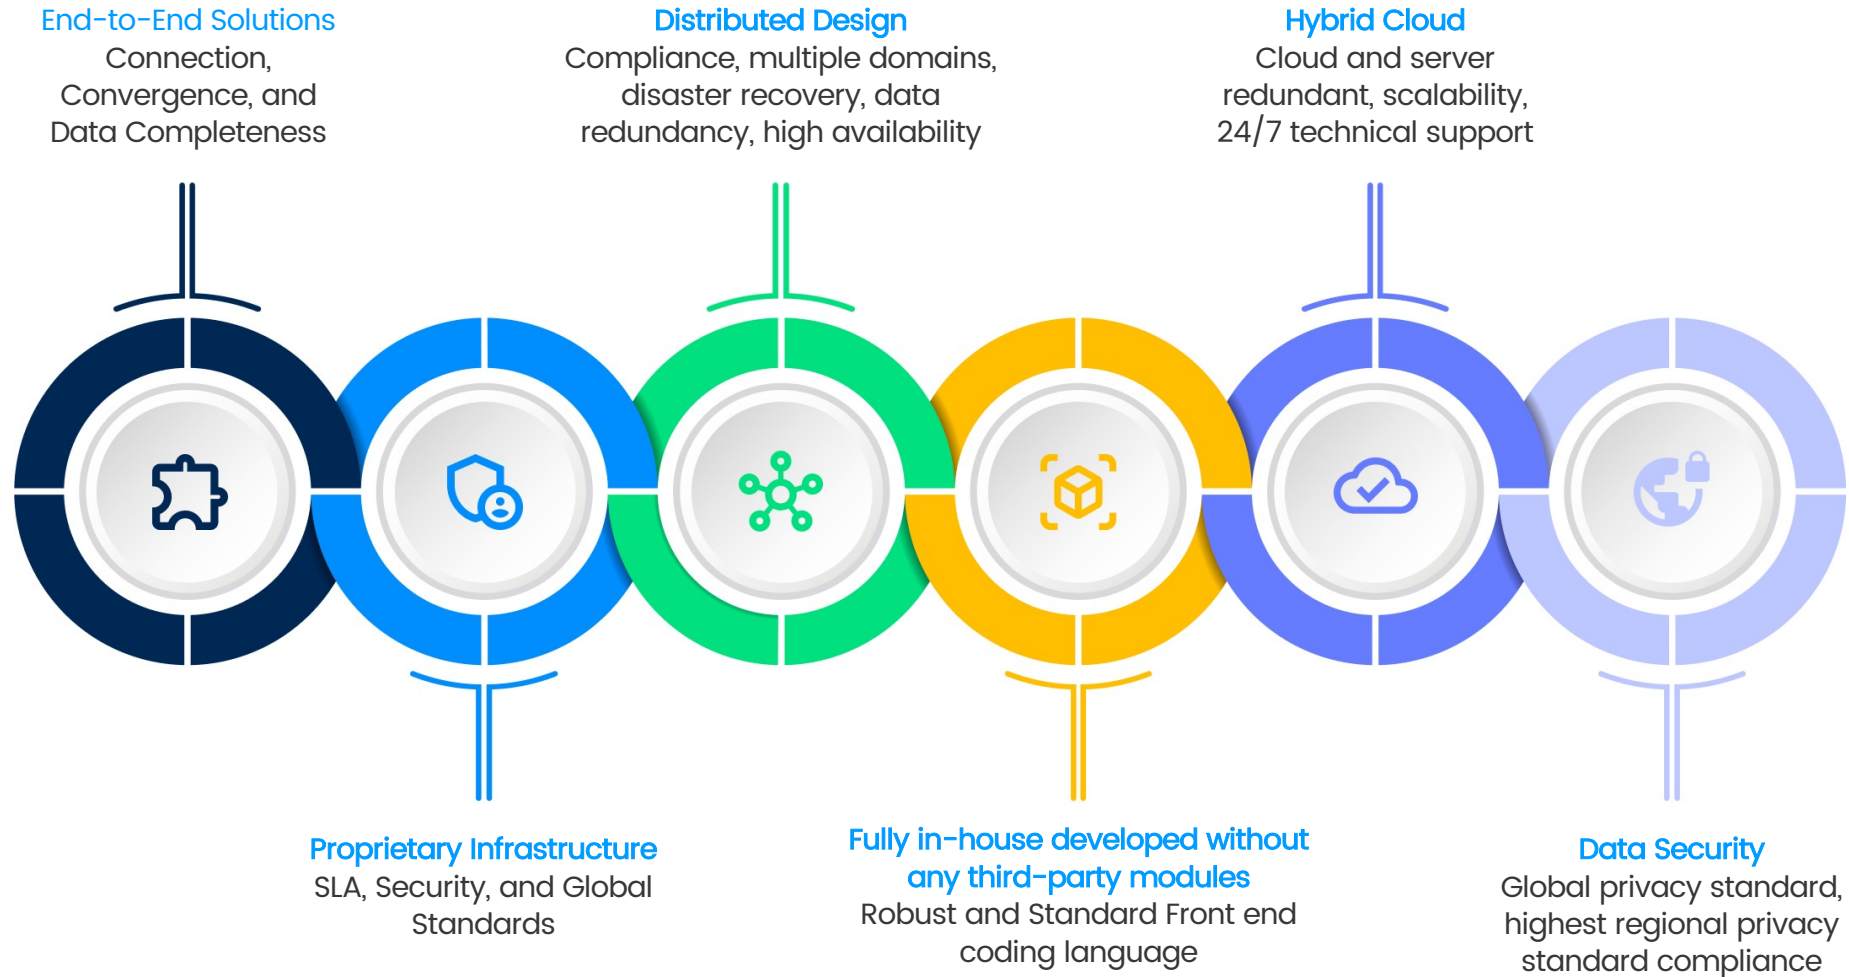 End-to-End Solutions
Connection,
Convergence, and
Data Completeness
Distributed Design
Compliance, multiple domains,
disaster recovery, data
redundancy, high availability
Hybrid Cloud
Cloud and server
redundant, scalability,
24/7 technical support
Proprietary Infrastructure
SLA, Security, and Global
Standards
Fully in-house developed without
any third-party modules
Robust and Standard Front end
coding language
Data Security
Global privacy standard,
highest regional privacy
standard compliance